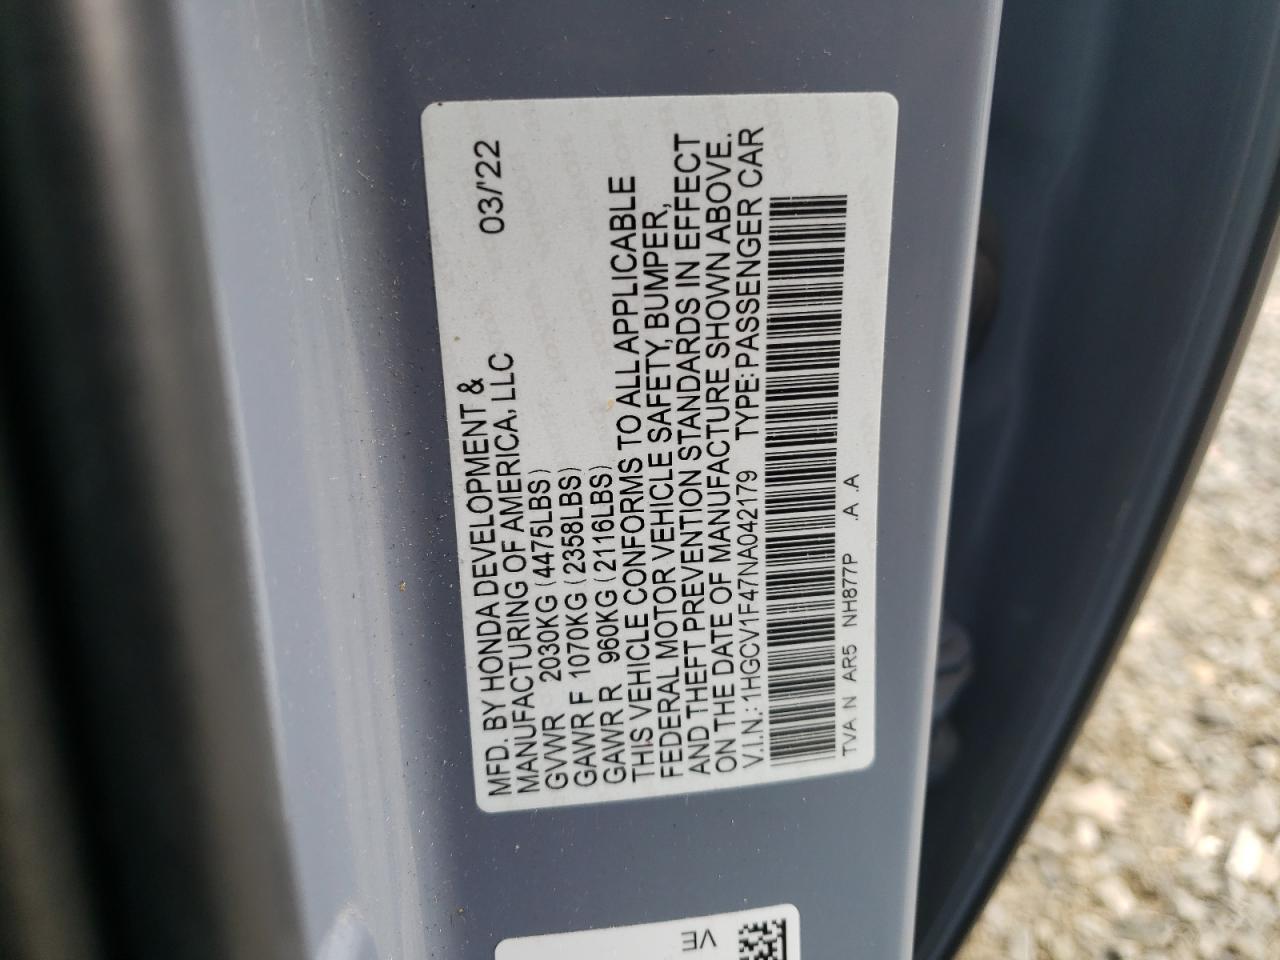 MFD. BY HONDA DEVELOPMENT &
MANUFACTURING OF AMERICA, LLC 03/'22
GVWR 2030KG (4475LBS)
GAWR F 1070KG (2358LBS)
GAWR R 960KG (2116LBS)
THIS VEHICLE CONFORMS TO ALL APPLICABLE
FEDERAL MOTOR VEHICLE SAFETY, BUMPER,
AND THEFT PREVENTION STANDARDS IN EFFECT
ON THE DATE OF MANUFACTURE SHOWN ABOVE.
V.I.N.: 1HGCV1F47NA042179 TYPE: PASSENGER CAR
TVA N AR5 NH877P .A .A
VE